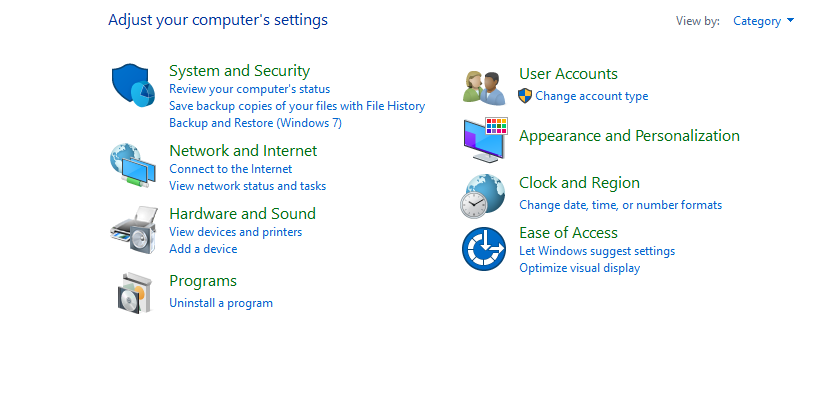 Adjust your computer's settings
View by: Category
System and Security
Review your computer's status
Save backup copies of your files with File History
Backup and Restore (Windows 7)
Network and Internet
Connect to the Internet
View network status and tasks
Hardware and Sound
View devices and printers
Add a device
Programs
Uninstall a program
User Accounts
Change account type
Appearance and Personalization
Clock and Region
Change date, time, or number formats
Ease of Access
Let Windows suggest settings
Optimize visual display